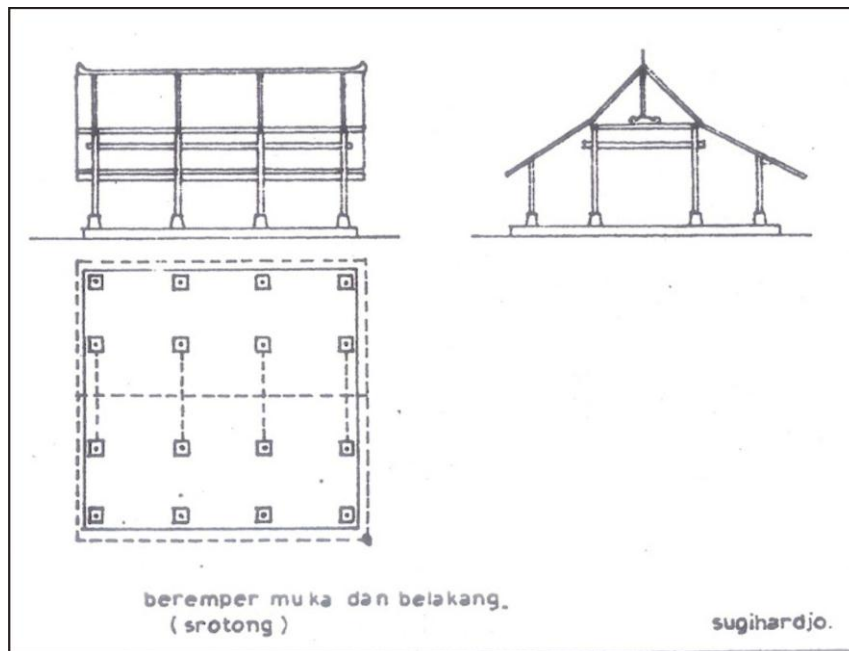 beremper muka dan belakang.
( srotong )
sugihardjo.